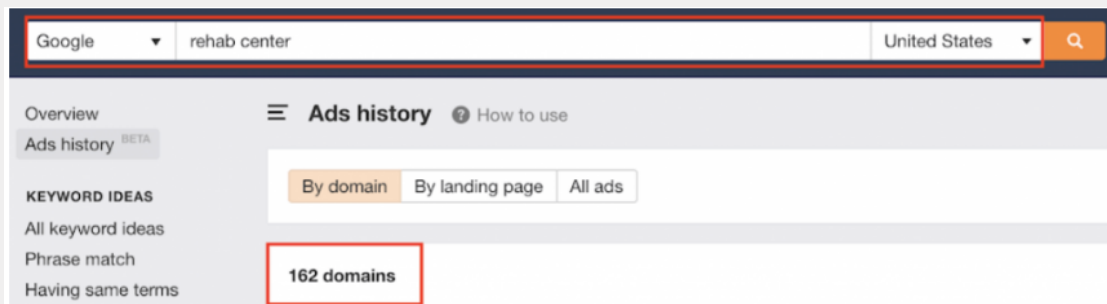 Google rehab center United States
Overview
Ads history BETA
Ads history How to use
By domain By landing page All ads
KEYWORD IDEAS
All keyword ideas
Phrase match
Having same terms
162 domains